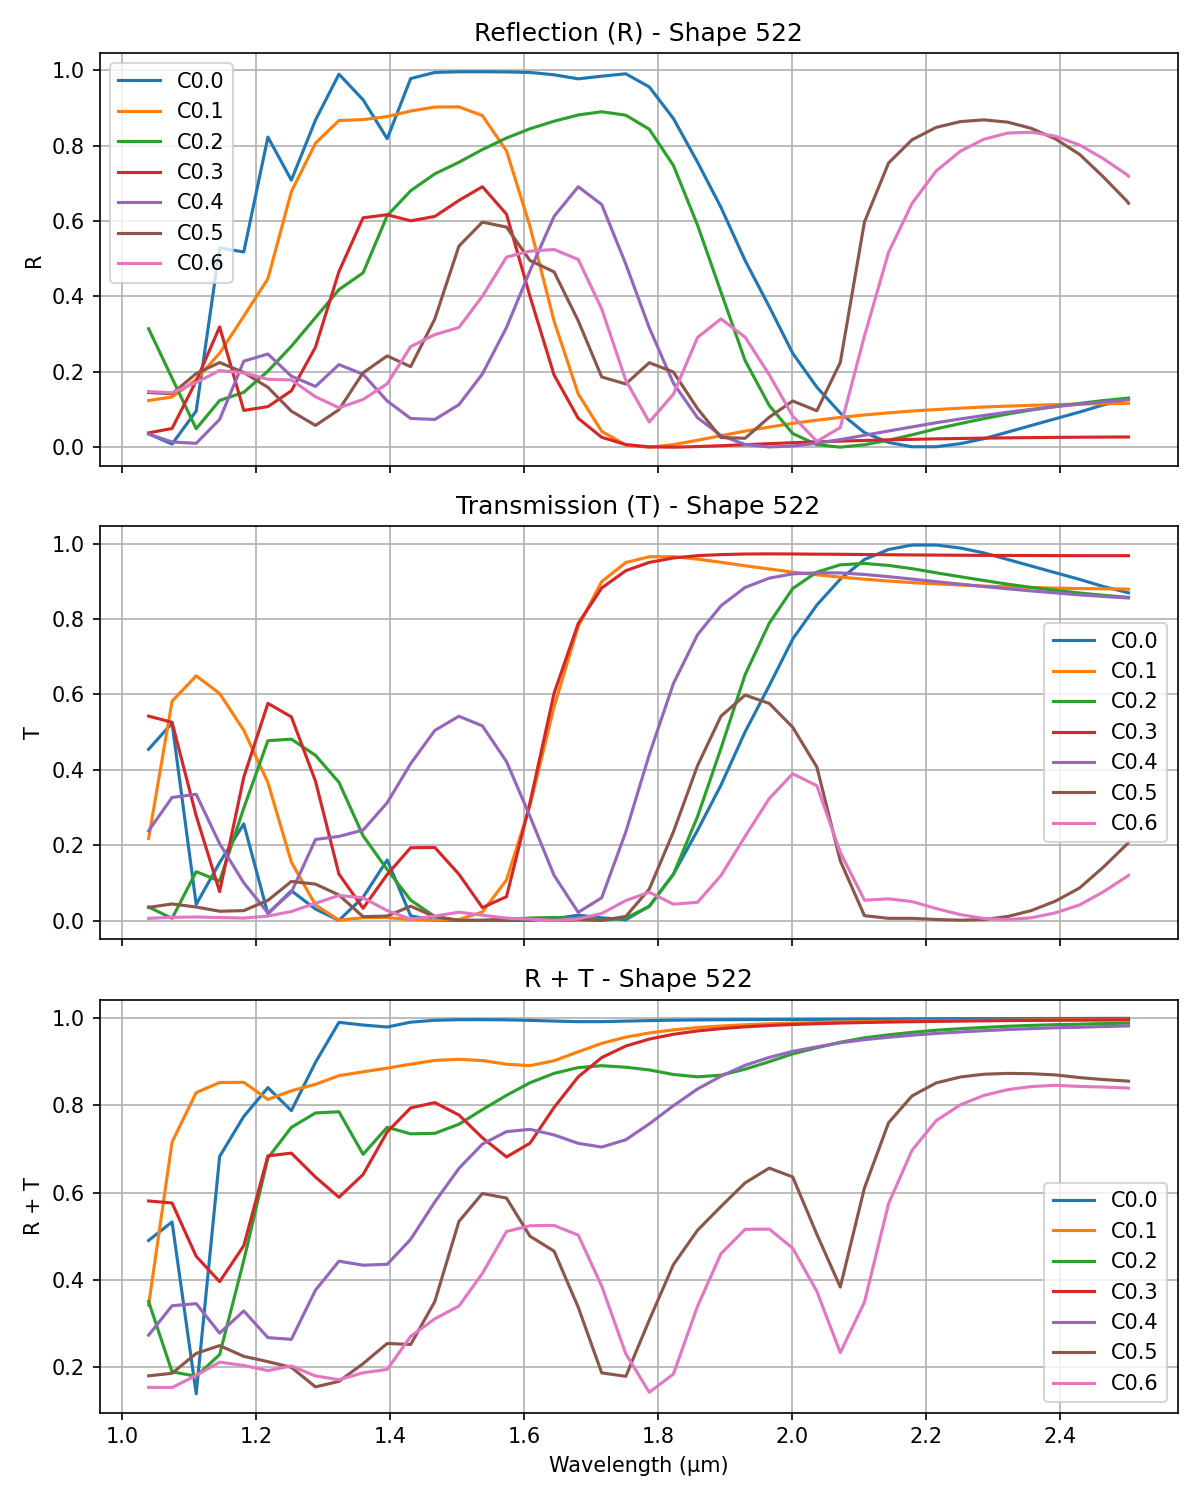 Reflection (R) - Shape 522
R
1.0
0.8
0.6
0.4
0.2
0.0
C0.0
C0.1
C0.2
C0.3
C0.4
C0.5
C0.6
Transmission (T) - Shape 522
T
1.0
0.8
0.6
0.4
0.2
0.0
C0.0
C0.1
C0.2
C0.3
C0.4
C0.5
C0.6
R + T - Shape 522
R + T
1.0
0.8
0.6
0.4
0.2
C0.0
C0.1
C0.2
C0.3
C0.4
C0.5
C0.6
1.0 1.2 1.4 1.6 1.8 2.0 2.2 2.4
Wavelength (μm)